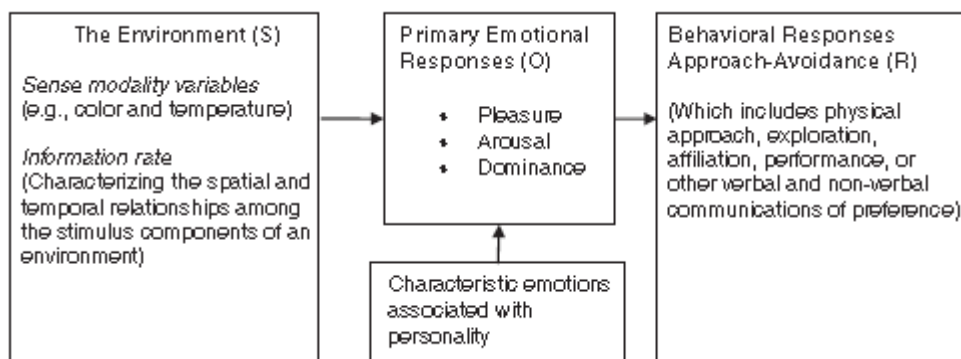 The Environment (S)
Sense modality variables
(e.g., color and temperature)
Information rate
(Characterizing the spatial and
temporal relationships among
the stimulus components of an
environment)
Primary Emotional
Responses (O)
• Pleasure
• Arousal
• Dominance
Characteristic emotions
associated with
personality
Behavioral Responses
Approach-Avoidance (R)
(Which includes physical
approach, exploration,
affiliation, performance, or
other verbal and non-verbal
communications of preference)